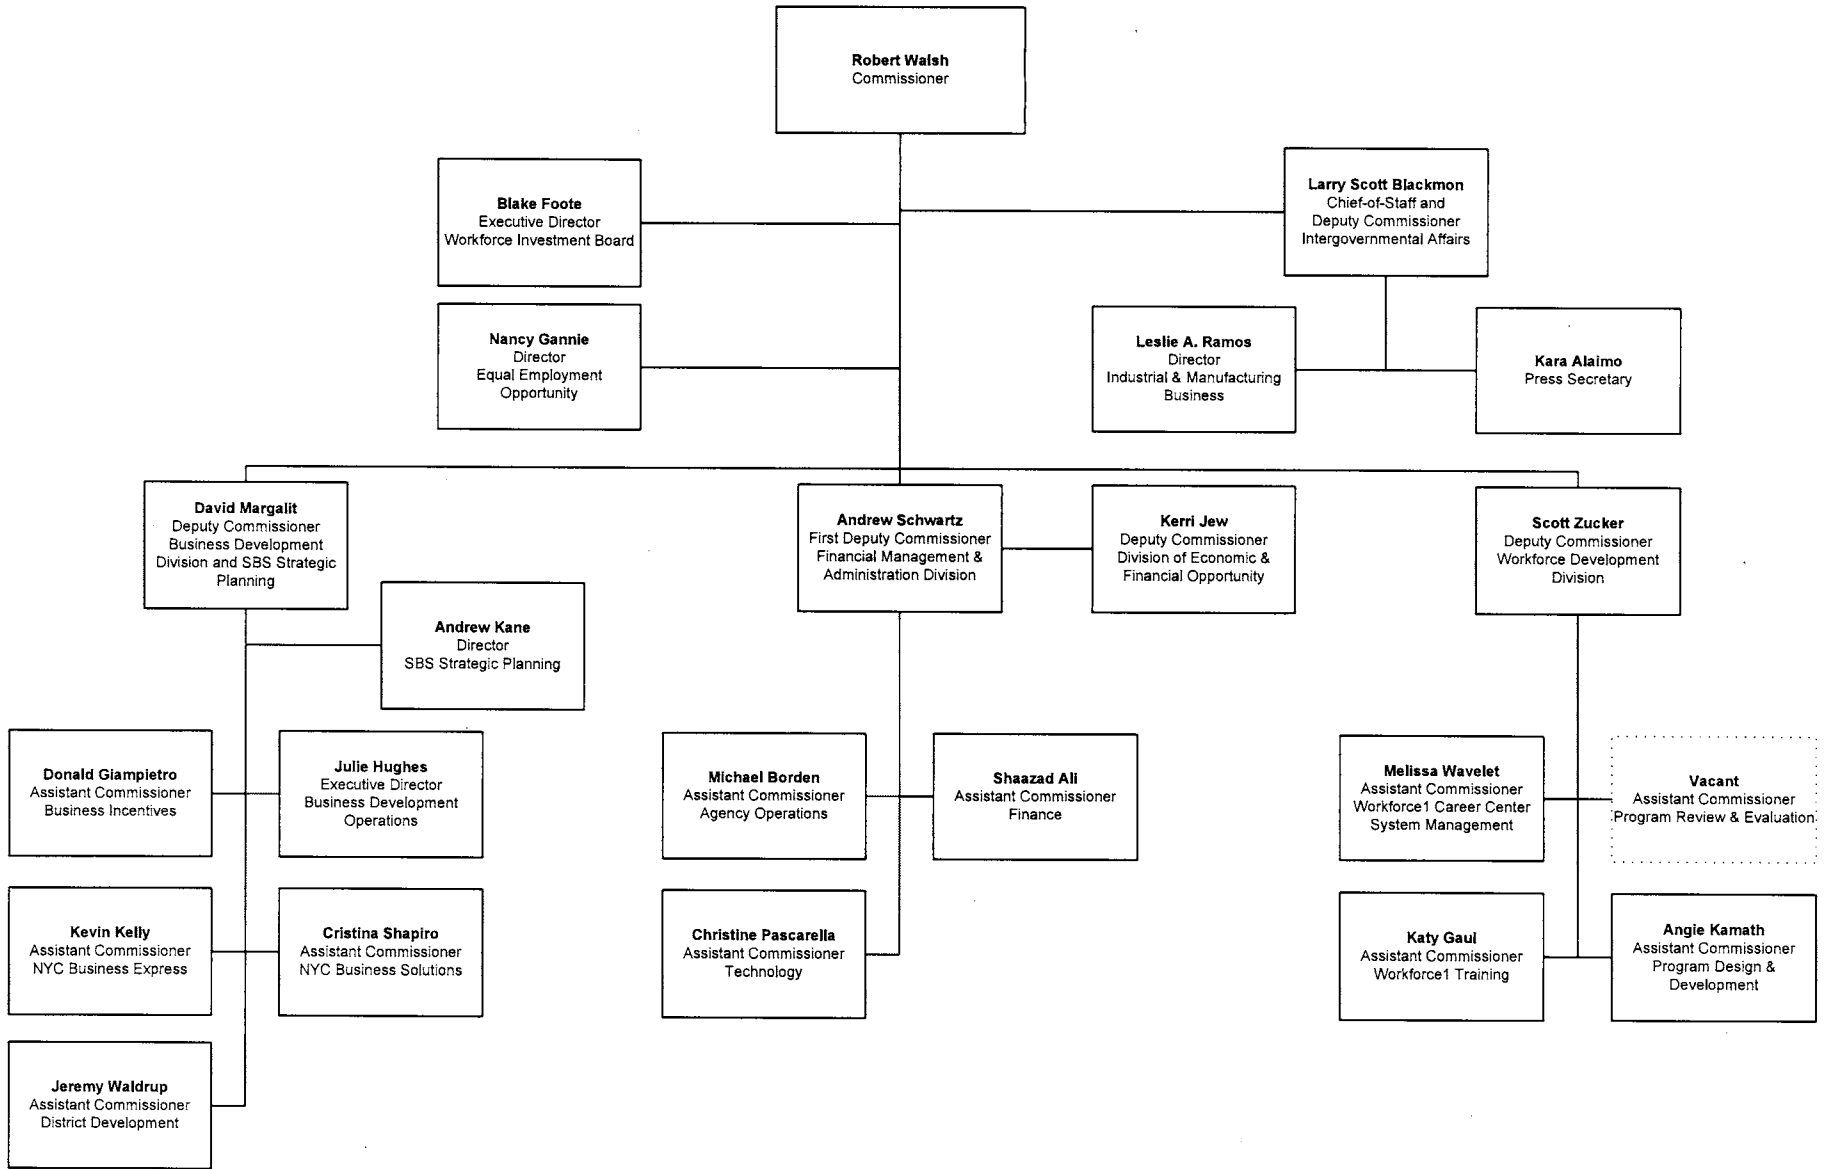 Robert Walsh
Commissioner
Blake Foote
Executive Director
Workforce Investment Board
Larry Scott Blackmon
Chief-of-Staff and
Deputy Commissioner
Intergovernmental Affairs
Nancy Gannie
Director
Equal Employment
Opportunity
Leslie A. Ramos
Director
Industrial & Manufacturing
Business
Kara Alaimo
Press Secretary
David Margalit
Deputy Commissioner
Business Development
Division and SBS Strategic
Planning
Andrew Schwartz
First Deputy Commissioner
Financial Management &
Administration Division
Kerri Jew
Deputy Commissioner
Division of Economic &
Financial Opportunity
Scott Zucker
Deputy Commissioner
Workforce Development
Division
Andrew Kane
Director
SBS Strategic Planning
Donald Giampietro
Assistant Commissioner
Business Incentives
Julie Hughes
Executive Director
Business Development
Operations
Michael Borden
Assistant Commissioner
Agency Operations
Shaazad Ali
Assistant Commissioner
Finance
Melissa Wavelet
Assistant Commissioner
Workforce1 Career Center
System Management
Vacant
Assistant Commissioner
Program Review & Evaluation
Kevin Kelly
Assistant Commissioner
NYC Business Express
Cristina Shapiro
Assistant Commissioner
NYC Business Solutions
Christine Pascarella
Assistant Commissioner
Technology
Katy Gaul
Assistant Commissioner
Workforce1 Training
Angie Kamath
Assistant Commissioner
Program Design &
Development
Jeremy Waldrup
Assistant Commissioner
District Development